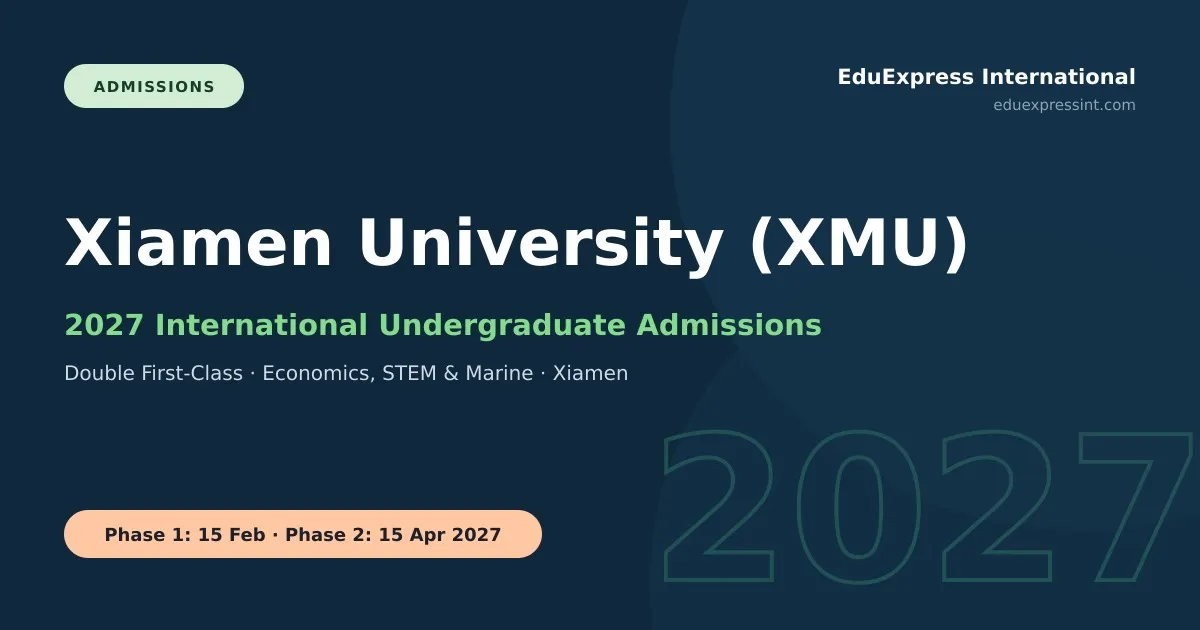 ADMISSIONS
EduExpress International
eduexpressint.com
Xiamen University (XMU)
2027 International Undergraduate Admissions
Double First-Class · Economics, STEM & Marine · Xiamen
2027
Phase 1: 15 Feb · Phase 2: 15 Apr 2027